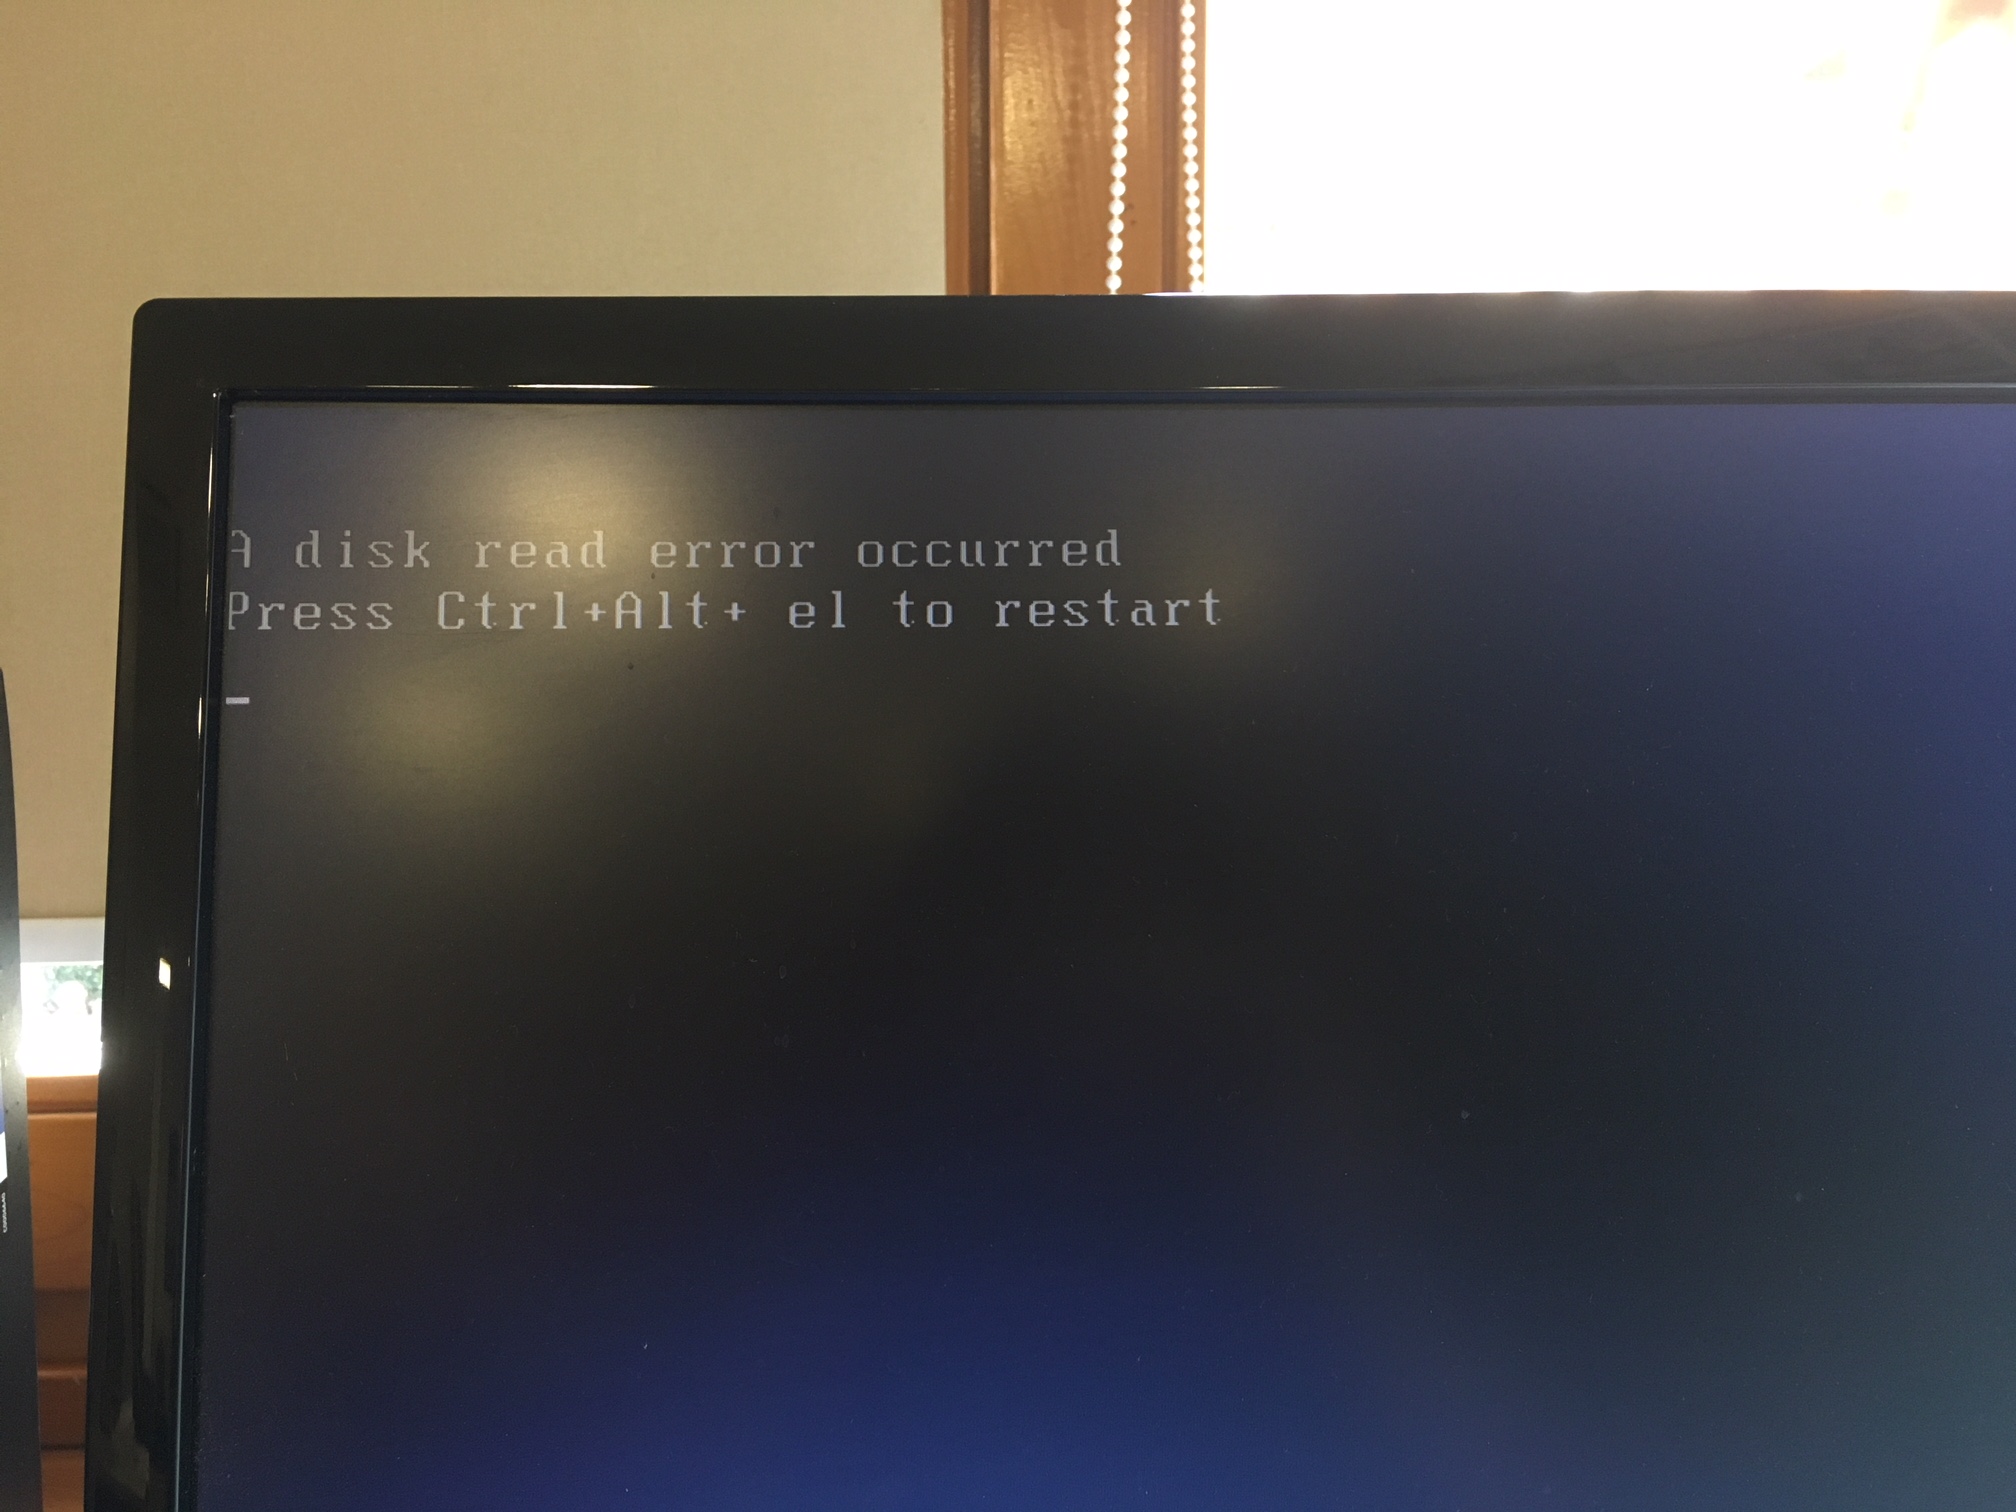 A disk read error occurred
Press Ctrl+Alt+ el to restart